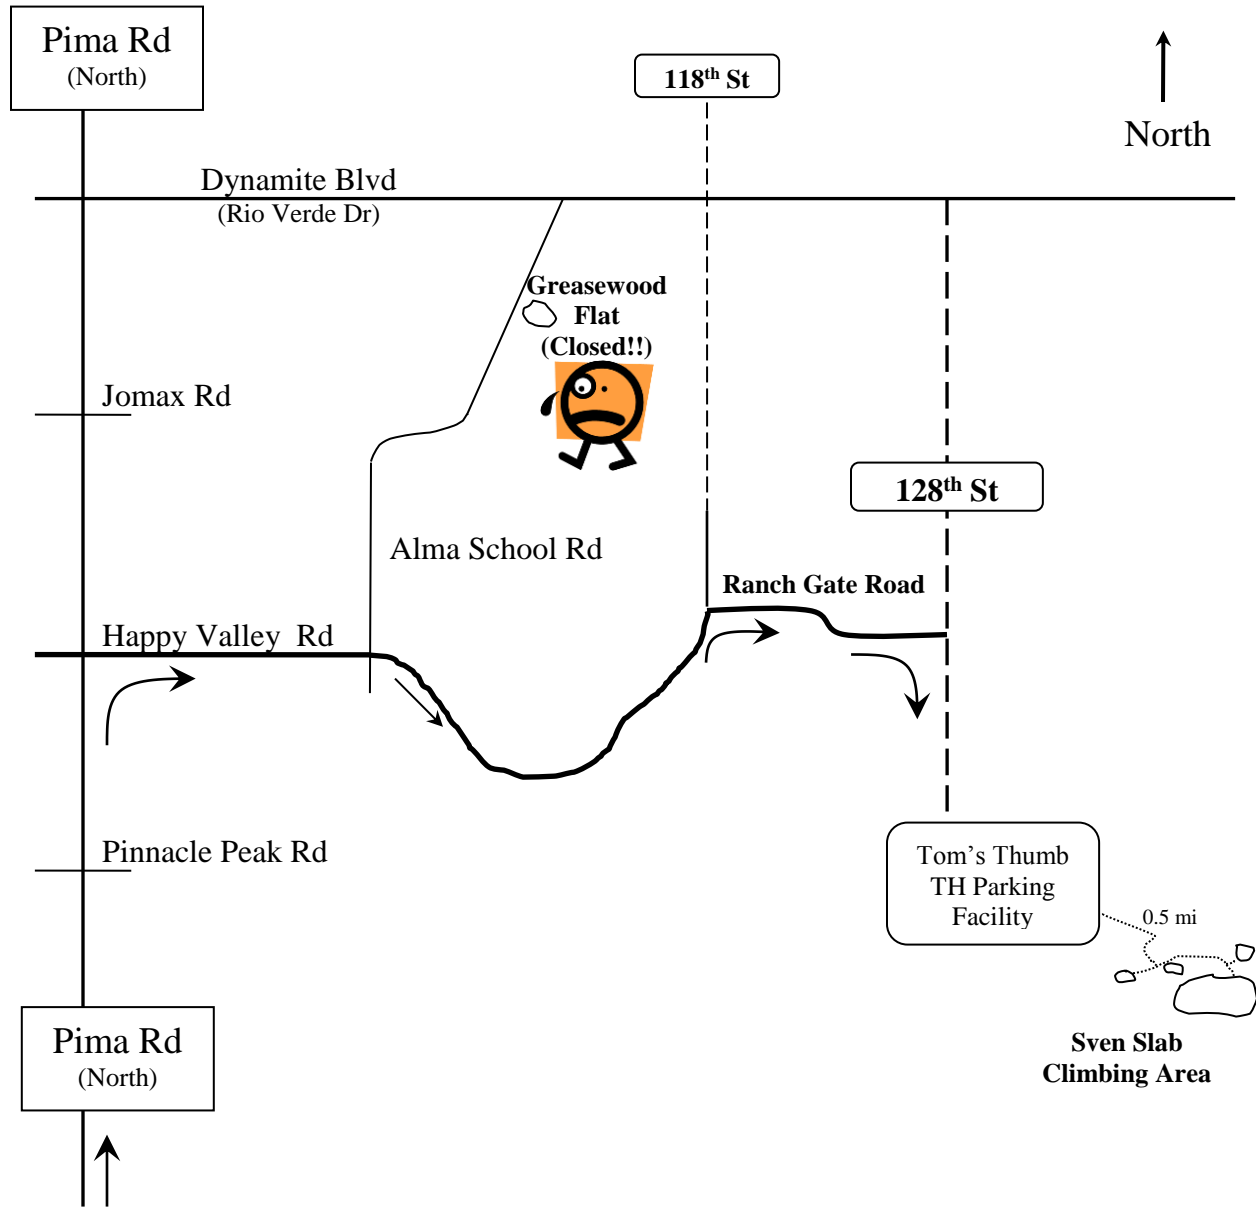 Pima Rd
(North)
118th St
North
Dynamite Blvd
(Rio Verde Dr)
Greasewood
Flat
(Closed!!)
Jomax Rd
128th St
Alma School Rd
Ranch Gate Road
Happy Valley  Rd
Pinnacle Peak Rd
Tom’s Thumb
TH Parking
Facility
0.5 mi
Pima Rd
(North)
Sven Slab
Climbing Area